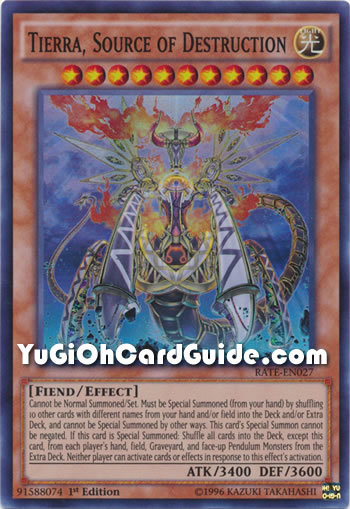 TIERRA, SOURCE OF DESTRUCTION
LIGHT
光
YuGiOhCardGuide.com
RATE-EN027
[FIEND/EFFECT]
Cannot be Normal Summoned/Set. Must be Special Summoned (from your hand) by shuffling
10 other cards with different names from your hand and/or field into the Deck and/or Extra
Deck, and cannot be Special Summoned by other ways. This card's Special Summon cannot
be negated. If this card is Special Summoned: Shuffle all cards into the Deck, except this
card, from each player's hand, field, Graveyard, and face-up Pendulum Monsters from the
Extra Deck. Neither player can activate cards or effects in response to this effect's activation.
ATK/3400 DEF/3600
91588074 1st Edition ©1996 KAZUKI TAKAHASHI